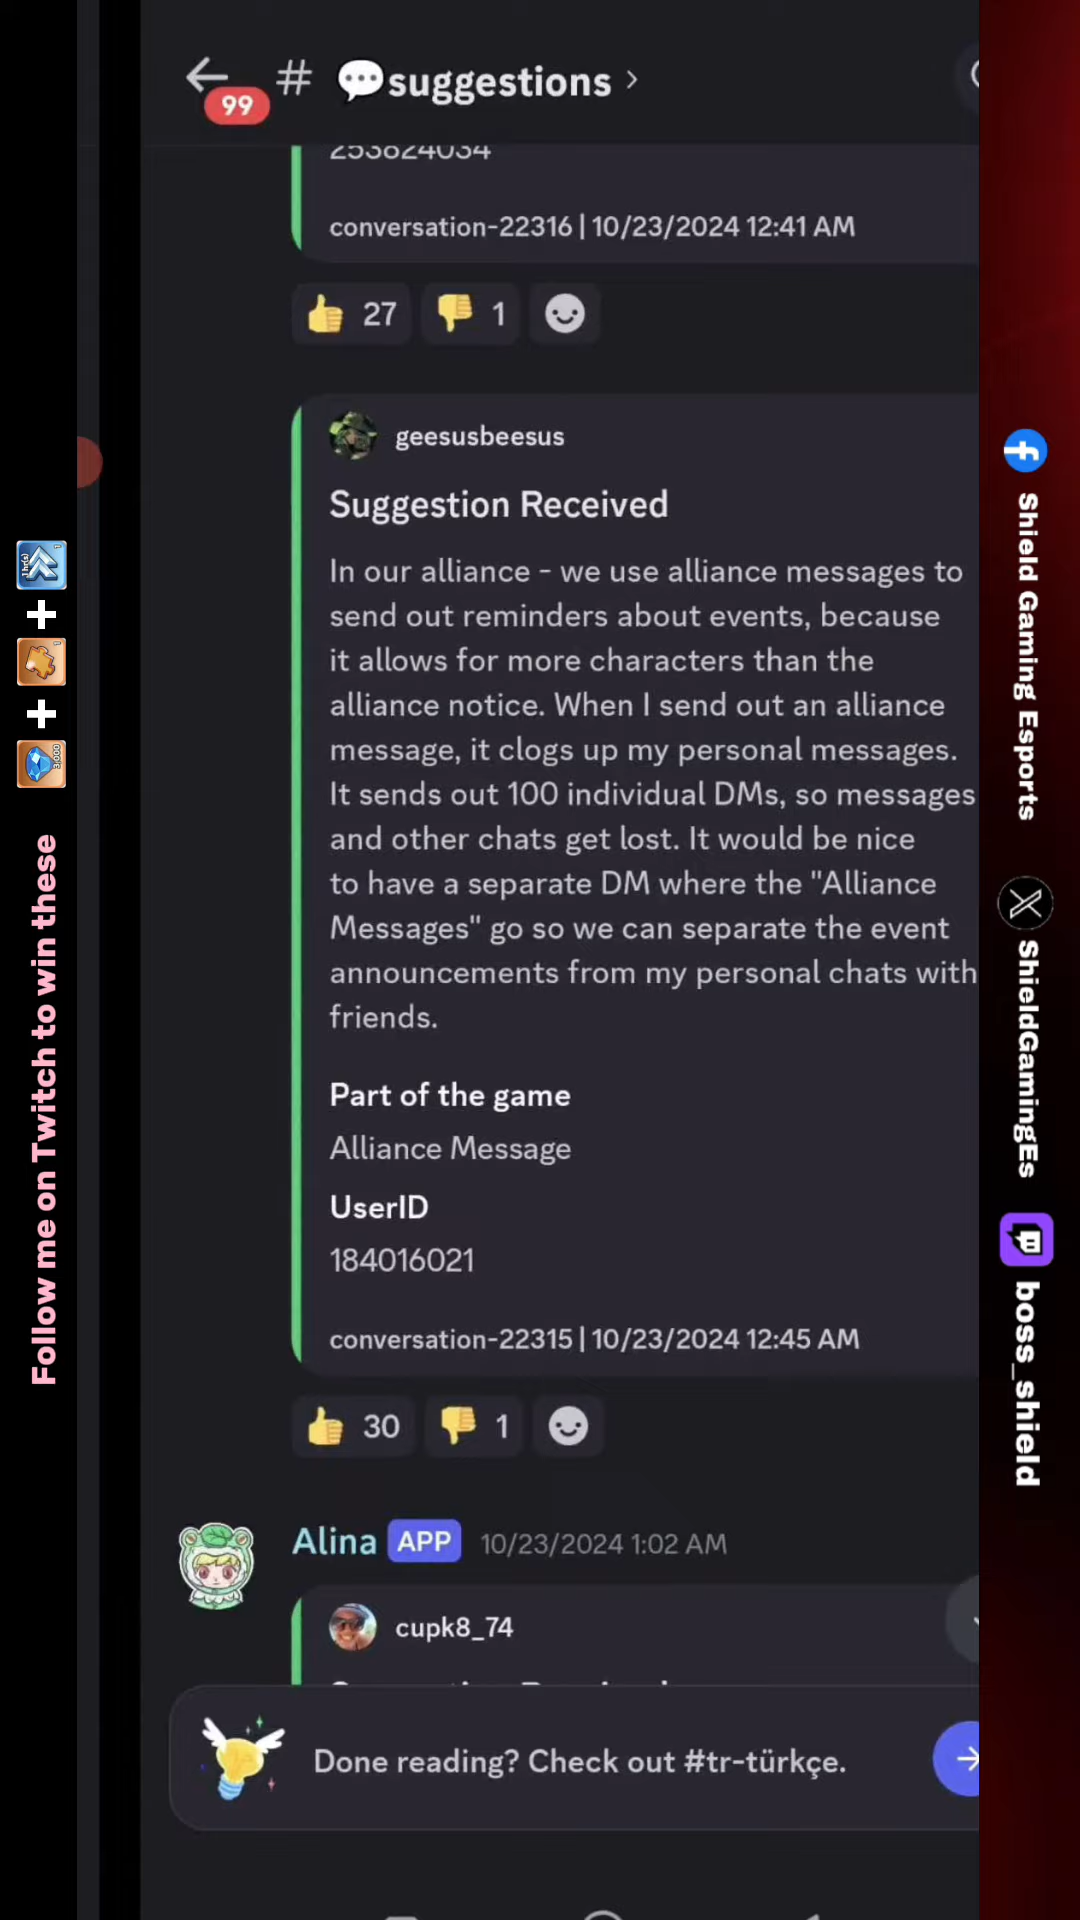 99
# suggestions
253824034
conversation-22316 | 10/23/2024 12:41 AM
27
1
geesusbeesus
Suggestion Received
In our alliance - we use alliance messages to
send out reminders about events, because
it allows for more characters than the
alliance notice. When I send out an alliance
message, it clogs up my personal messages.
It sends out 100 individual DMs, so messages
and other chats get lost. It would be nice
to have a separate DM where the "Alliance
Messages" go so we can separate the event
announcements from my personal chats with
friends.
Part of the game
Alliance Message
UserID
184016021
conversation-22315 | 10/23/2024 12:45 AM
30
1
Alina APP 10/23/2024 1:02 AM
cupk8_74
Done reading? Check out #tr-türkçe.
1 hr(s)
1
+
1
+
3,000
Follow me on Twitch to win these
Shield Gaming Esports
ShieldGamingEs
boss_shield